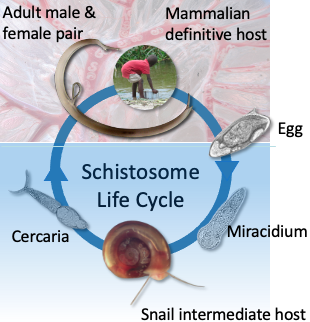 Adult male &
female pair
Mammalian
definitive host
Egg
Schistosome
Life Cycle
Miracidium
Cercaria
Snail intermediate host